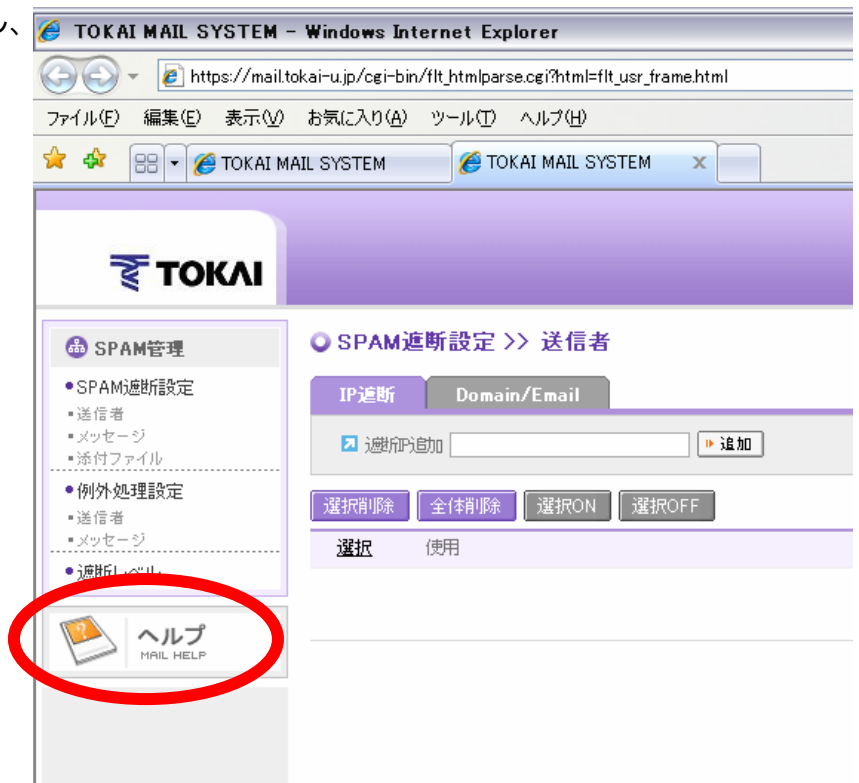 TOKAI MAIL SYSTEM - Windows Internet Explorer
https://mail.tokai-u.jp/cgi-bin/flt_htmlparse.cgi?html=flt_usr_frame.html
ファイル(F) 編集(E) 表示(V) お気に入り(A) ツール(T) ヘルプ(H)
TOKAI MAIL SYSTEM TOKAI MAIL SYSTEM x
TOKAI
SPAM管理
SPAM遮断設定
送信者
メッセージ
添付ファイル
例外処理設定
送信者
メッセージ
遮断レベル
ヘルプ
MAIL HELP
SPAM遮断設定 >> 送信者
IP遮断 Domain/Email
遮断IP追加 追加
選択削除 全体削除 選択ON 選択OFF
選択 使用